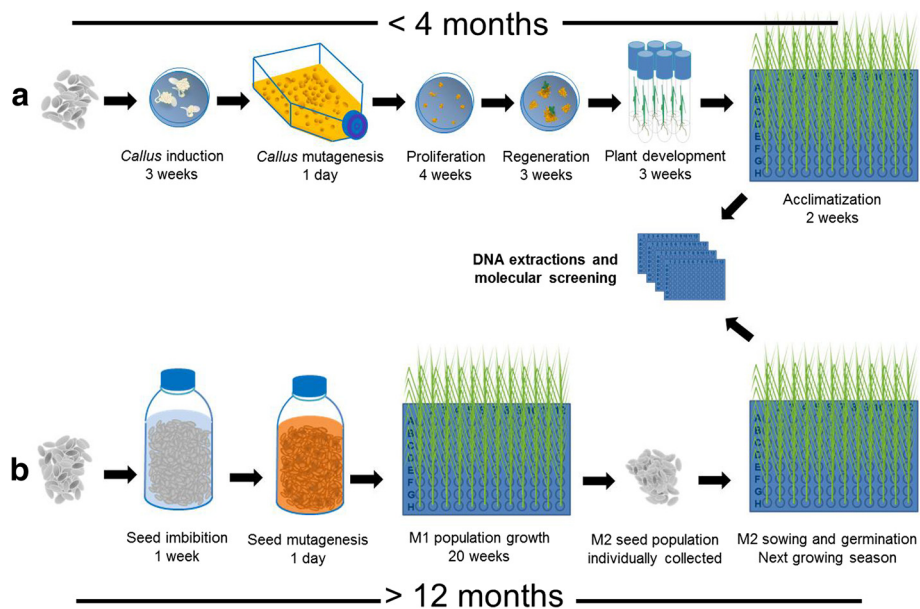 < 4 months
a
Callus induction
3 weeks
Callus mutagenesis
1 day
Proliferation
4 weeks
Regeneration
3 weeks
Plant development
3 weeks
A
B
C
E
F
G
H
Acclimatization
2 weeks
DNA extractions and
molecular screening
b
Seed imbibition
1 week
Seed mutagenesis
1 day
A
B
C
E
F
G
H
M1 population growth
20 weeks
M2 seed population
individually collected
A
B
C
E
F
G
H
M2 sowing and germination
Next growing season
> 12 months